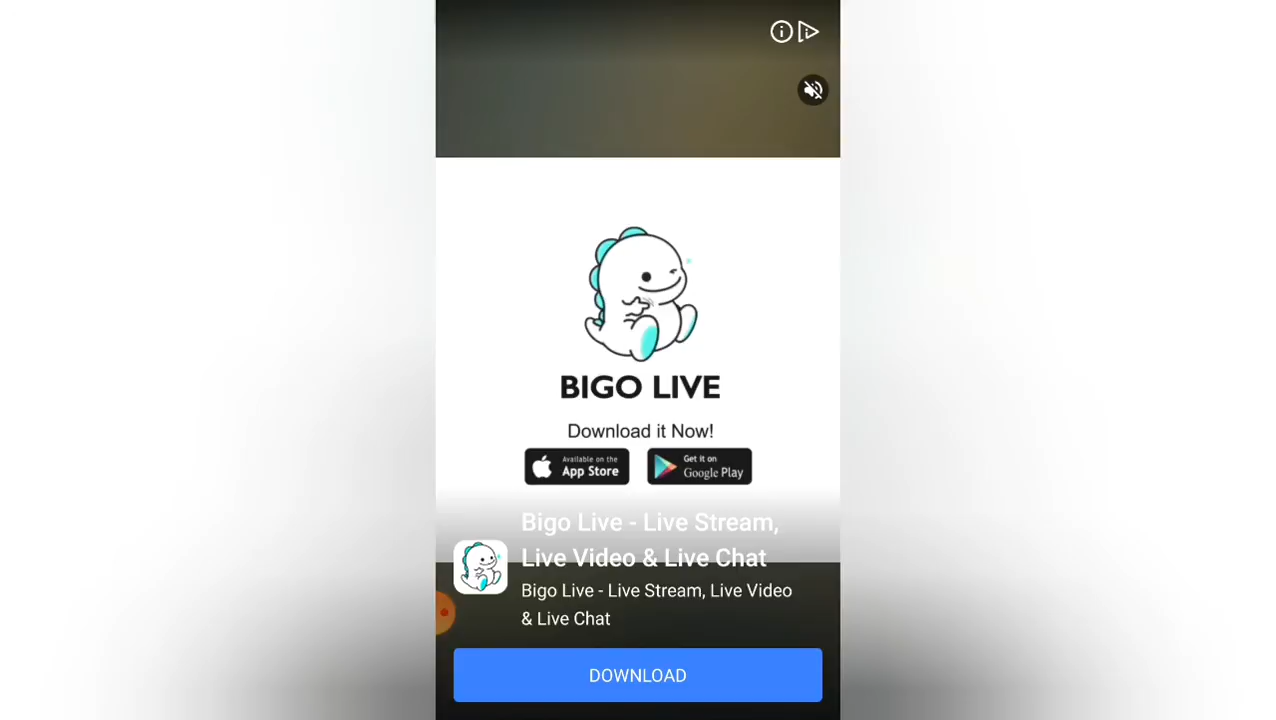 BIGO LIVE
Download it Now!
Available on the
App Store
Get it on
Google Play
Bigo Live - Live Stream,
Live Video & Live Chat
Bigo Live - Live Stream, Live Video
& Live Chat
DOWNLOAD